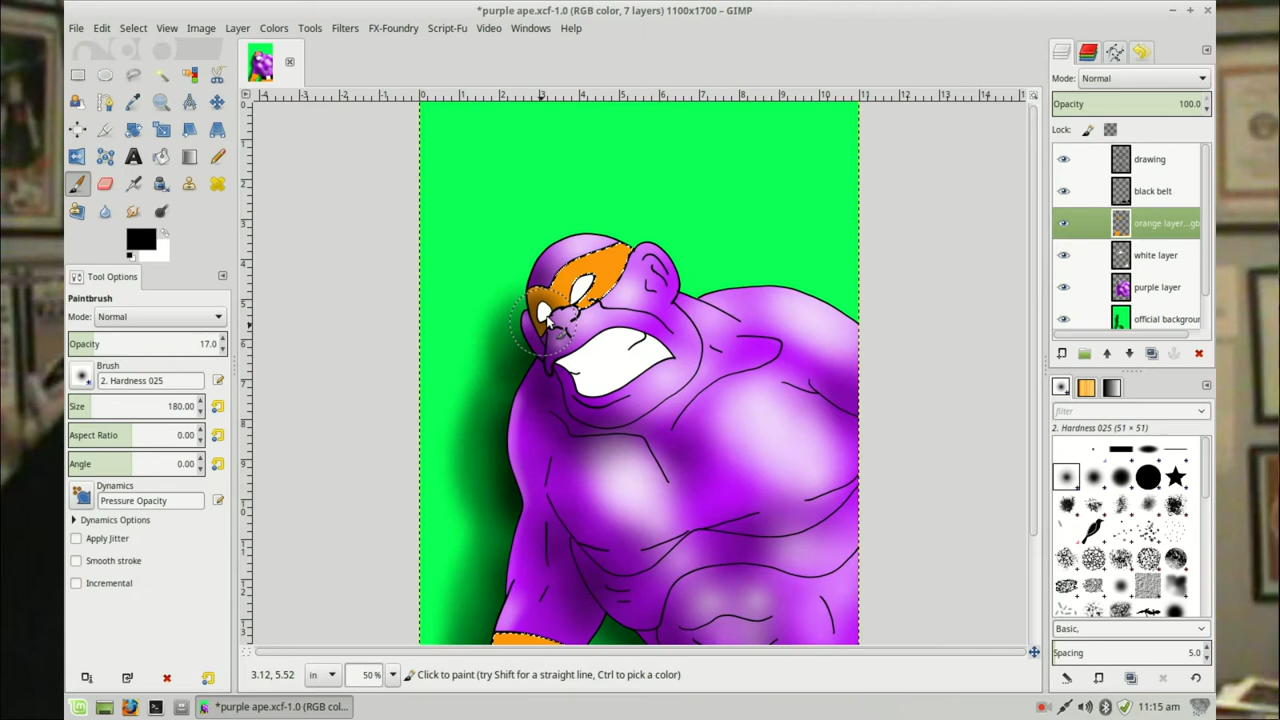 *purple ape.xcf-1.0 (RGB color, 7 layers) 1100x1700 – GIMP
File Edit Select View Image Layer Colors Tools Filters FX-Foundry Script-Fu Video Windows Help
Mode: Normal
Opacity 100.0
Lock:
drawing
black belt
orange layer...gb
white layer
purple layer
official backgrour
Tool Options
Paintbrush
Mode: Normal
Opacity 17.0
Brush
2. Hardness 025
Size 180.00
Aspect Ratio 0.00
Angle 0.00
Dynamics
Pressure Opacity
Dynamics Options
Apply Jitter
Smooth stroke
Incremental
filter
2. Hardness 025 (51 × 51)
Basic,
Spacing 5.0
3.12, 5.52 in 50 % Click to paint (try Shift for a straight line, Ctrl to pick a color)
*purple ape.xcf-1.0 (RGB col... 11:15 am